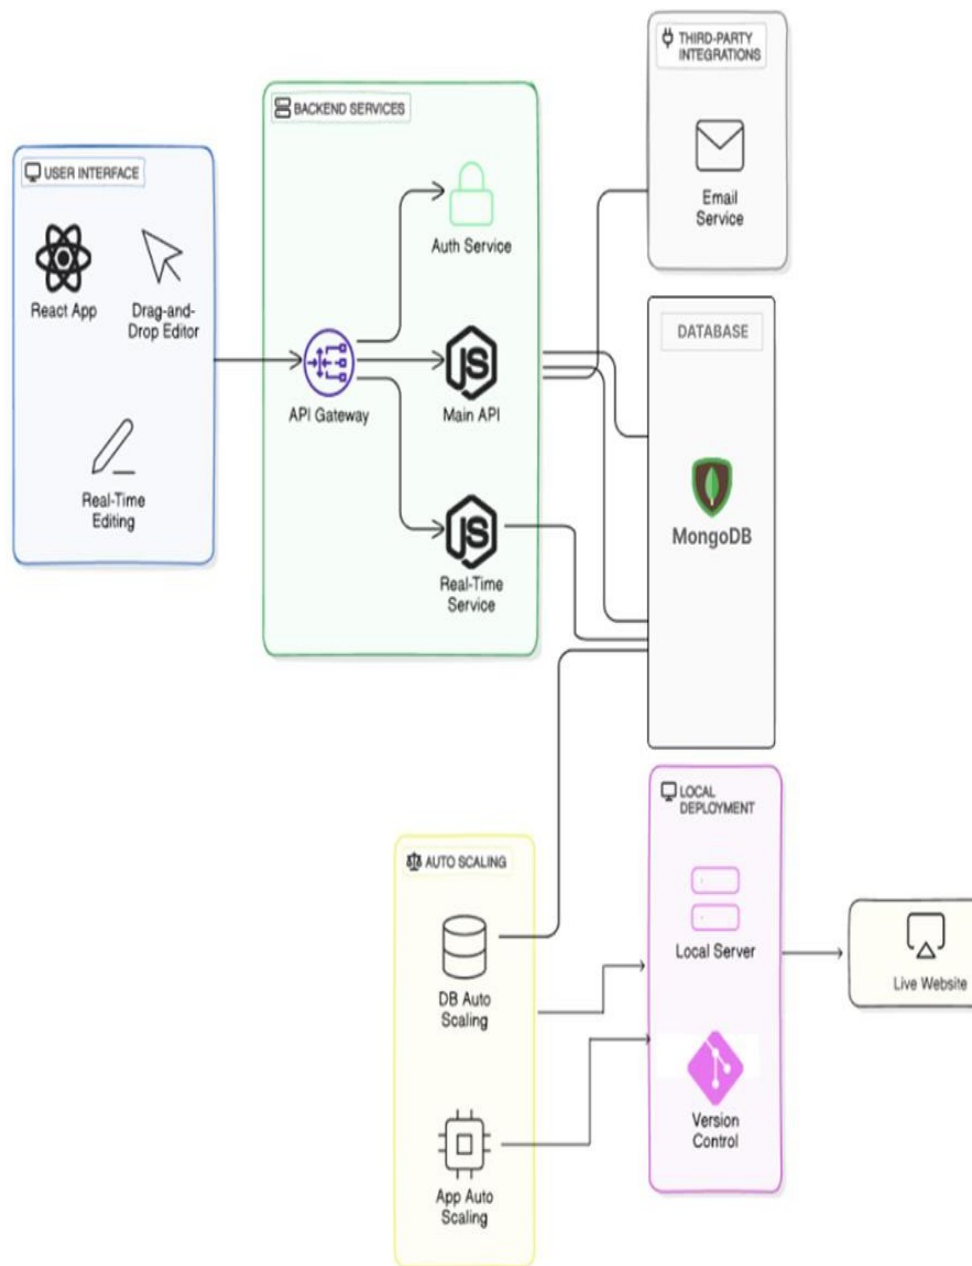 THIRD-PARTY
INTEGRATIONS
Email
Service
BACKEND SERVICES
Auth Service
API Gateway
JS
Main API
JS
Real-Time
Service
USER INTERFACE
React App
Drag-and-
Drop Editor
Real-Time
Editing
DATABASE
MongoDB
LOCAL
DEPLOYMENT
Local Server
Version
Control
AUTO SCALING
DB Auto
Scaling
App Auto
Scaling
Live Website